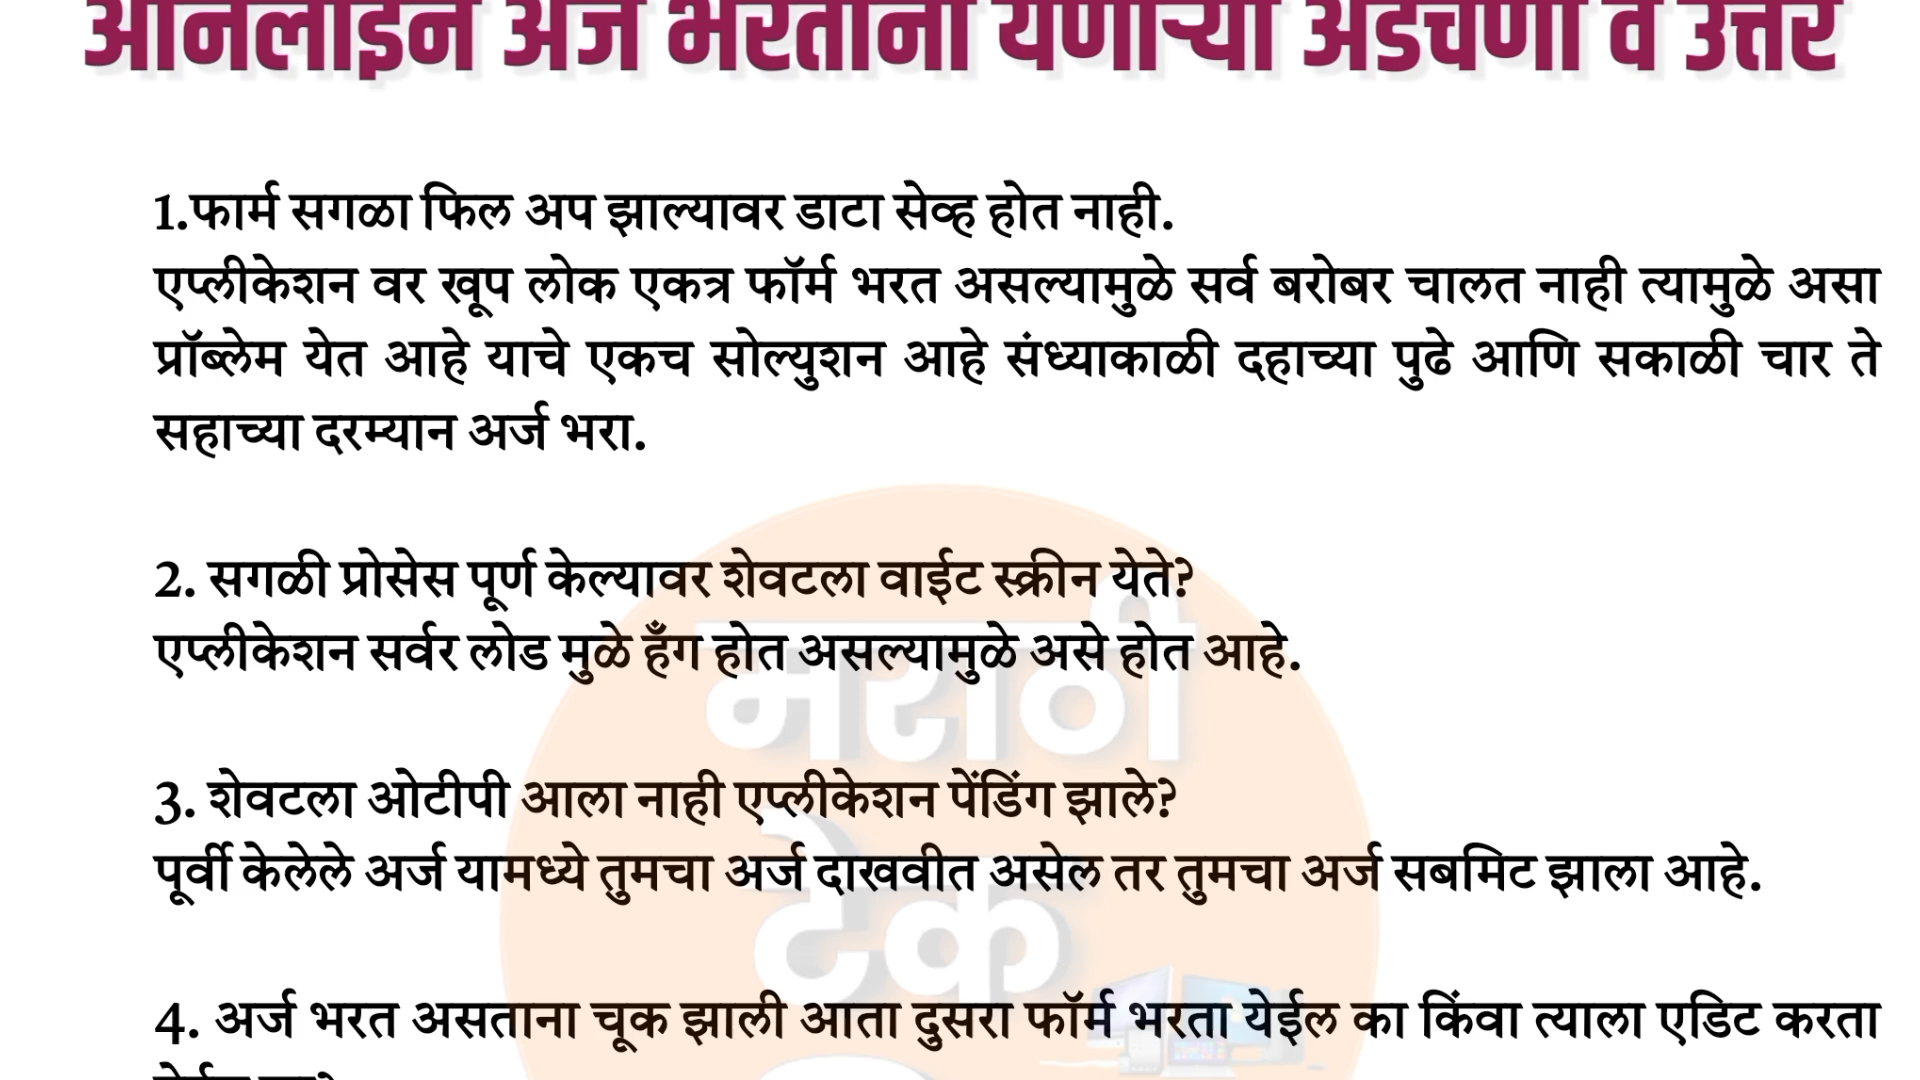 ऑनलाइन अर्ज भरताना येणाऱ्या अडचणी व उत्तर
1.फार्म सगळा फिल अप झाल्यावर डाटा सेव्ह होत नाही.
एप्लीकेशन वर खूप लोक एकत्र फॉर्म भरत असल्यामुळे सर्व बरोबर चालत नाही त्यामुळे असा
प्रॉब्लेम येत आहे याचे एकच सोल्युशन आहे संध्याकाळी दहाच्या पुढे आणि सकाळी चार ते
सहाच्या दरम्यान अर्ज भरा.
2. सगळी प्रोसेस पूर्ण केल्यावर शेवटला वाईट स्क्रीन येते?
एप्लीकेशन सर्वर लोड मुळे हँग होत असल्यामुळे असे होत आहे.
मराठी
3. शेवटला ओटीपी आला नाही एप्लीकेशन पेंडिंग झाले?
पूर्वी केलेले अर्ज यामध्ये तुमचा अर्ज दाखवीत असेल तर तुमचा अर्ज सबमिट झाला आहे.
टेक
4. अर्ज भरत असताना चूक झाली आता दुसरा फॉर्म भरता येईल का किंवा त्याला एडिट करता